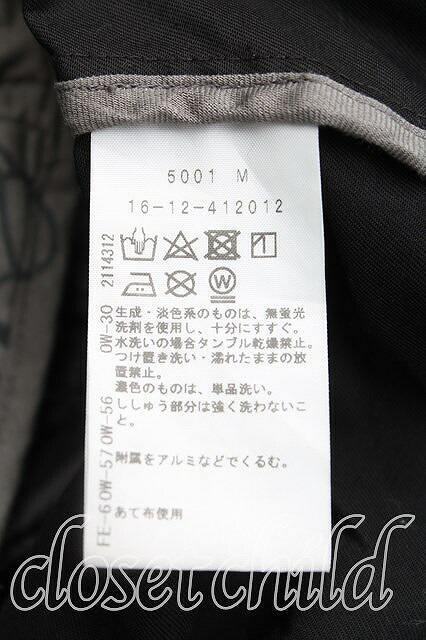 5001 M
16-12-412012
W
生成・淡色系のものは、無蛍光
洗剤を使用し、十分にすすぐ。
水洗いの場合タンブル乾燥禁止。
つけ置き洗い・濡れたままの放
置禁止。
濃色のものは、単品洗い。
ししゅう部分は強く洗わないこ
と。
附属をアルミなどでくるむ。
あて布使用
FE-60W-570W-56 0W-30 2114312
closet child